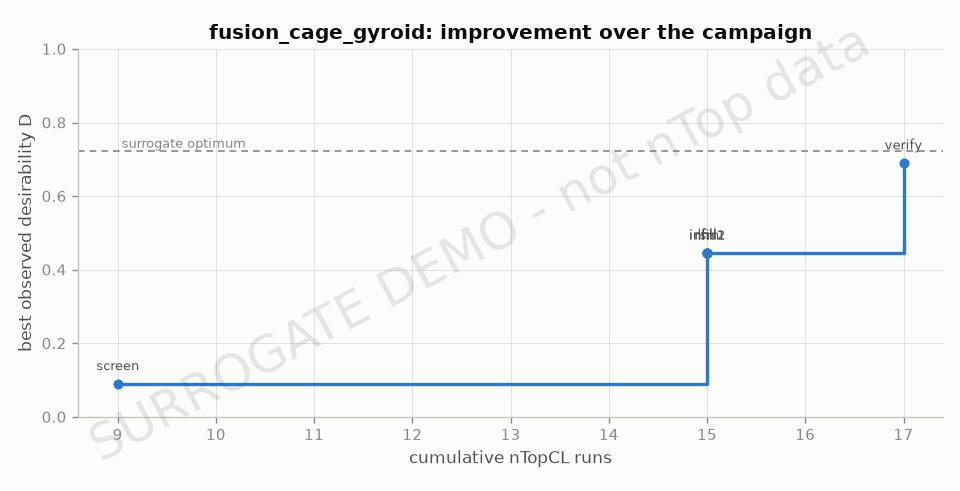 fusion_cage_gyroid: improvement over the campaign
best observed desirability D
1.0
0.8
0.6
0.4
0.2
0.0
surrogate optimum
verify
screen
SURROGATE DEMO - not nTop data
9
10
11
12
13
14
15
16
17
cumulative nTopCL runs